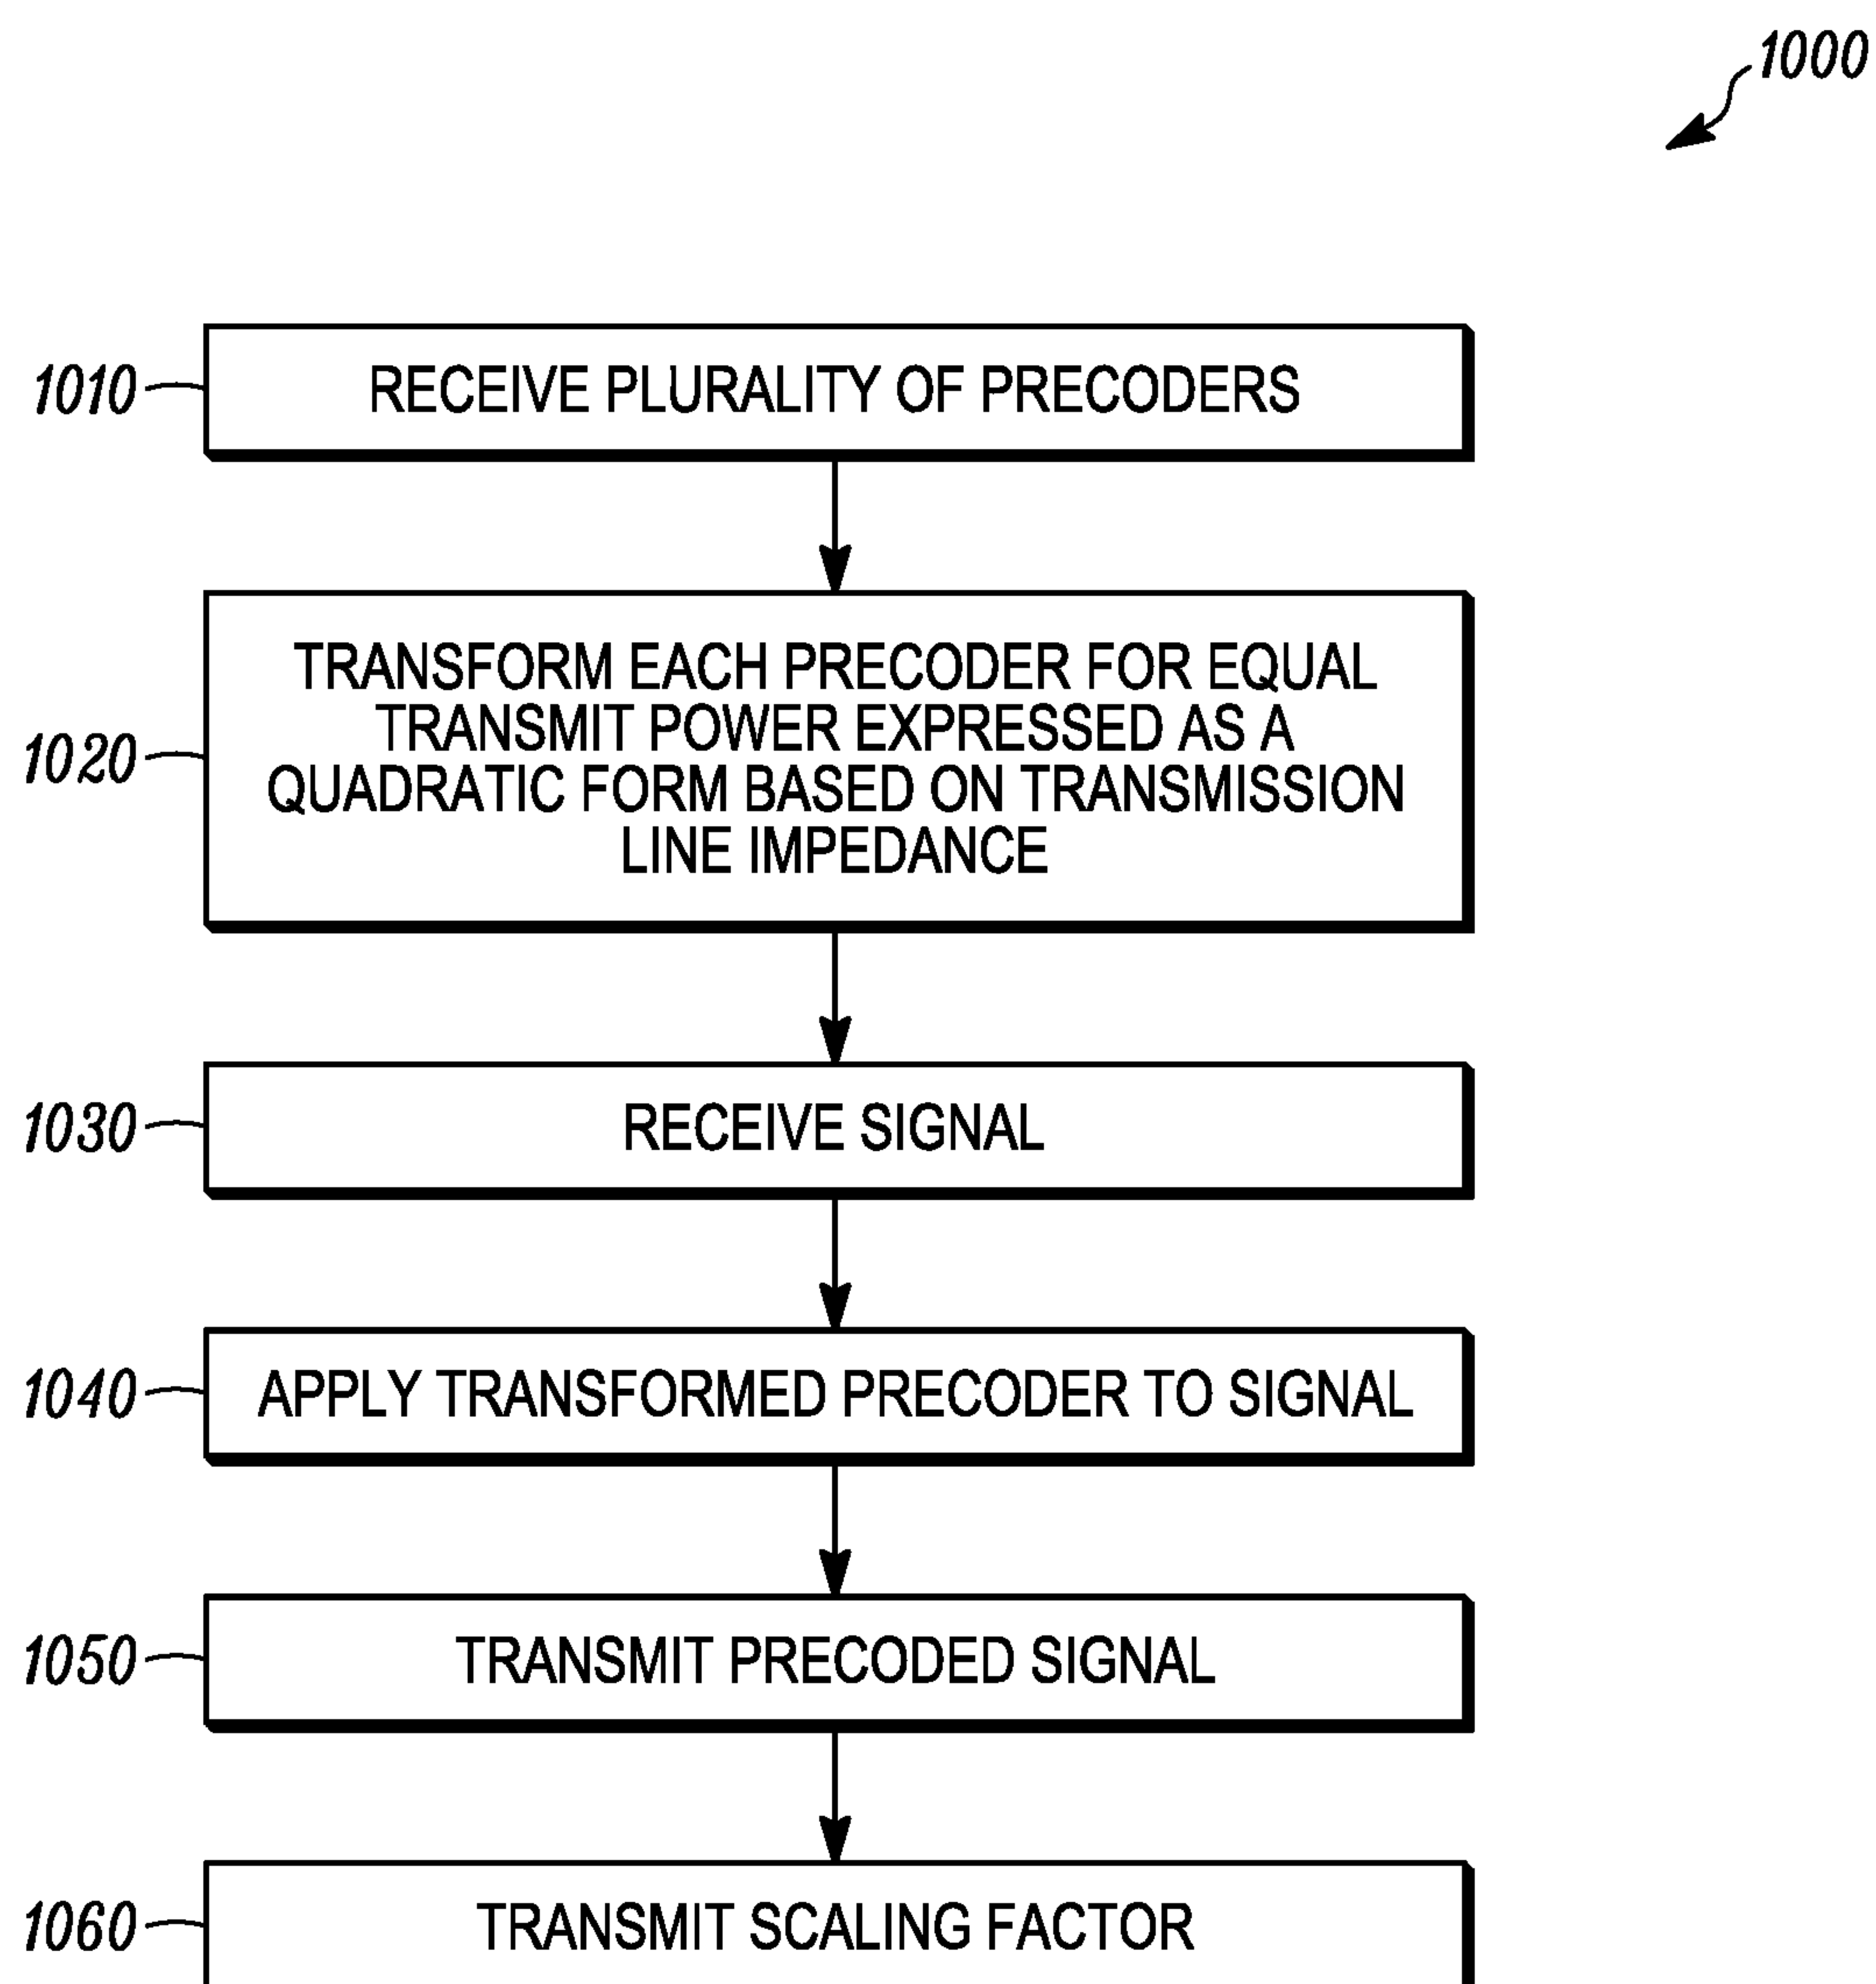 1000
1010
RECEIVE PLURALITY OF PRECODERS
1020
TRANSFORM EACH PRECODER FOR EQUAL
TRANSMIT POWER EXPRESSED AS A
QUADRATIC FORM BASED ON TRANSMISSION
LINE IMPEDANCE
1030
RECEIVE SIGNAL
1040
APPLY TRANSFORMED PRECODER TO SIGNAL
1050
TRANSMIT PRECODED SIGNAL
1060
TRANSMIT SCALING FACTOR